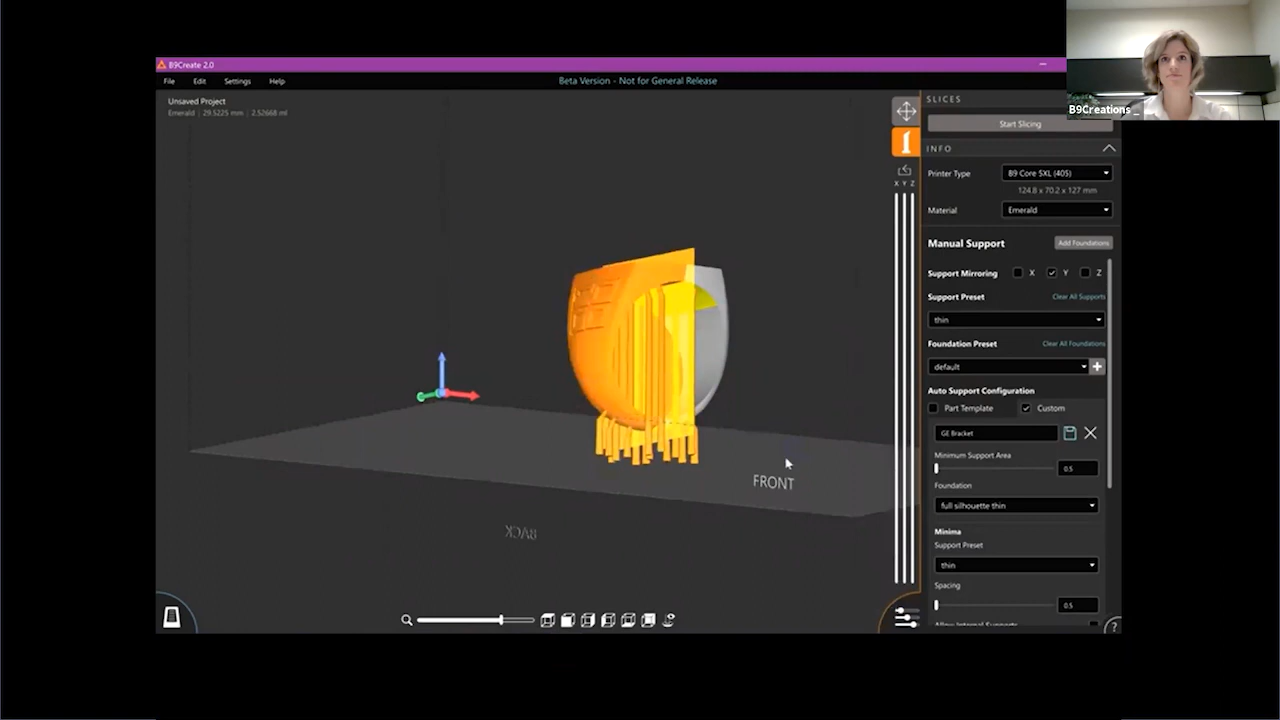 B9Create 2.0
File Edit Settings Help
Beta Version - Not for General Release
B9Creations _
Unsaved Project
Emerald | 29.5225 mm | 2.52668 ml
X Y Z
FRONT
BACK
SLICES
Start Slicing
INFO
Printer Type B9 Core 5XL (405)
124.8 x 70.2 x 127 mm
Material Emerald
Manual Support Add Foundations
Support Mirroring X Y Z
Support Preset Clear All Supports
thin
Foundation Preset Clear All Foundations
default
Auto Support Configuration
Part Template Custom
GE Bracket
Minimum Support Area
0.5
Foundation
full silhouette thin
Minima
Support Preset
thin
Spacing
0.5
Allow Internal Supports
?